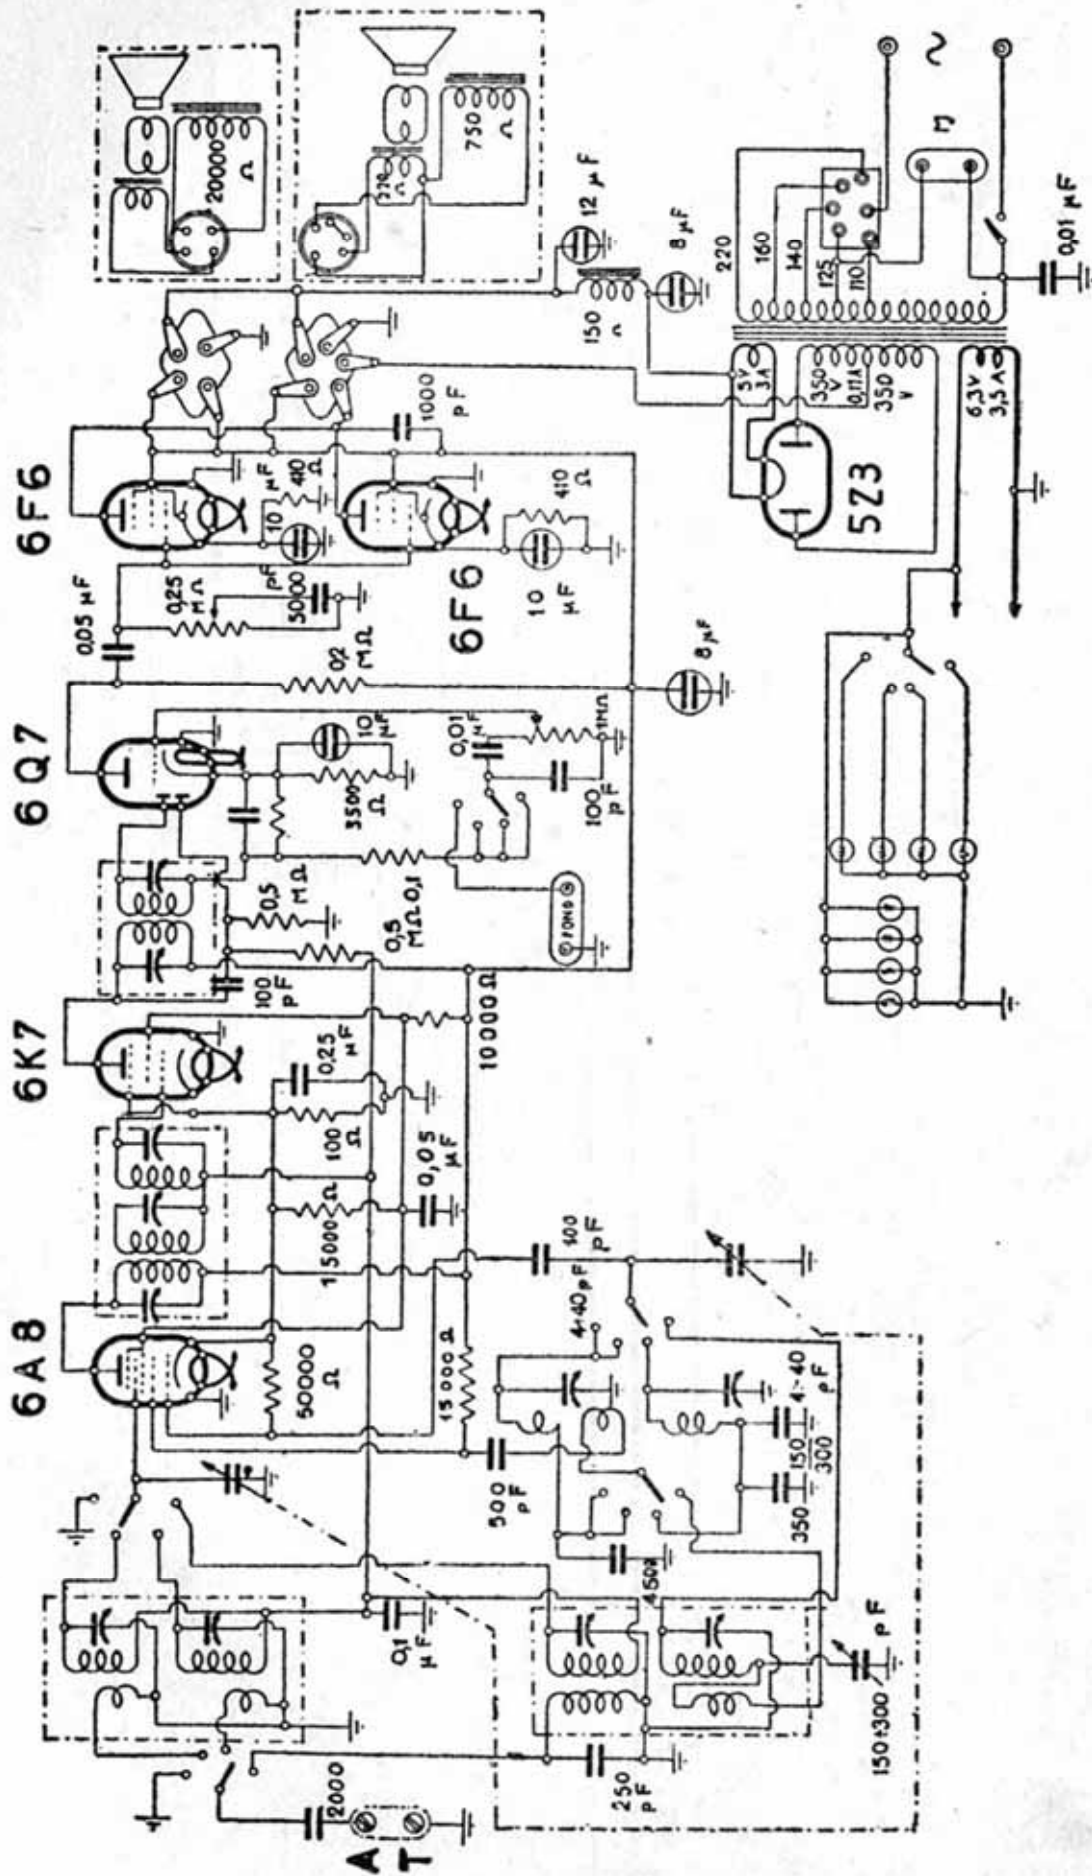 6A8
6K7
6Q7
6F6
6F6
5Z3
A
T
2000
0,1 μF
250 pF
150±300 pF
4500
500 pF
350
150
300
4÷40 pF
4÷40 pF
100 pF
15000 Ω
50000 Ω
15000 Ω
0,05 μF
100 Ω
0,25 μF
10000 Ω
100 pF
0,5 MΩ
0,5 MΩ
0,1
FONO
3500 Ω
10 μF
0,01 μF
1MΩ
100 pF
0,2 MΩ
0,05 μF
0,25 MΩ
5000 pF
10 μF
410 Ω
10 μF
410 Ω
1000 pF
8 μF
20000 Ω
750 Ω
12 μF
150 Ω
8 μF
220
160
140
125
110
5V
3A
350 V
0,11A
350 V
6,3V
3,5A
0,01 μF